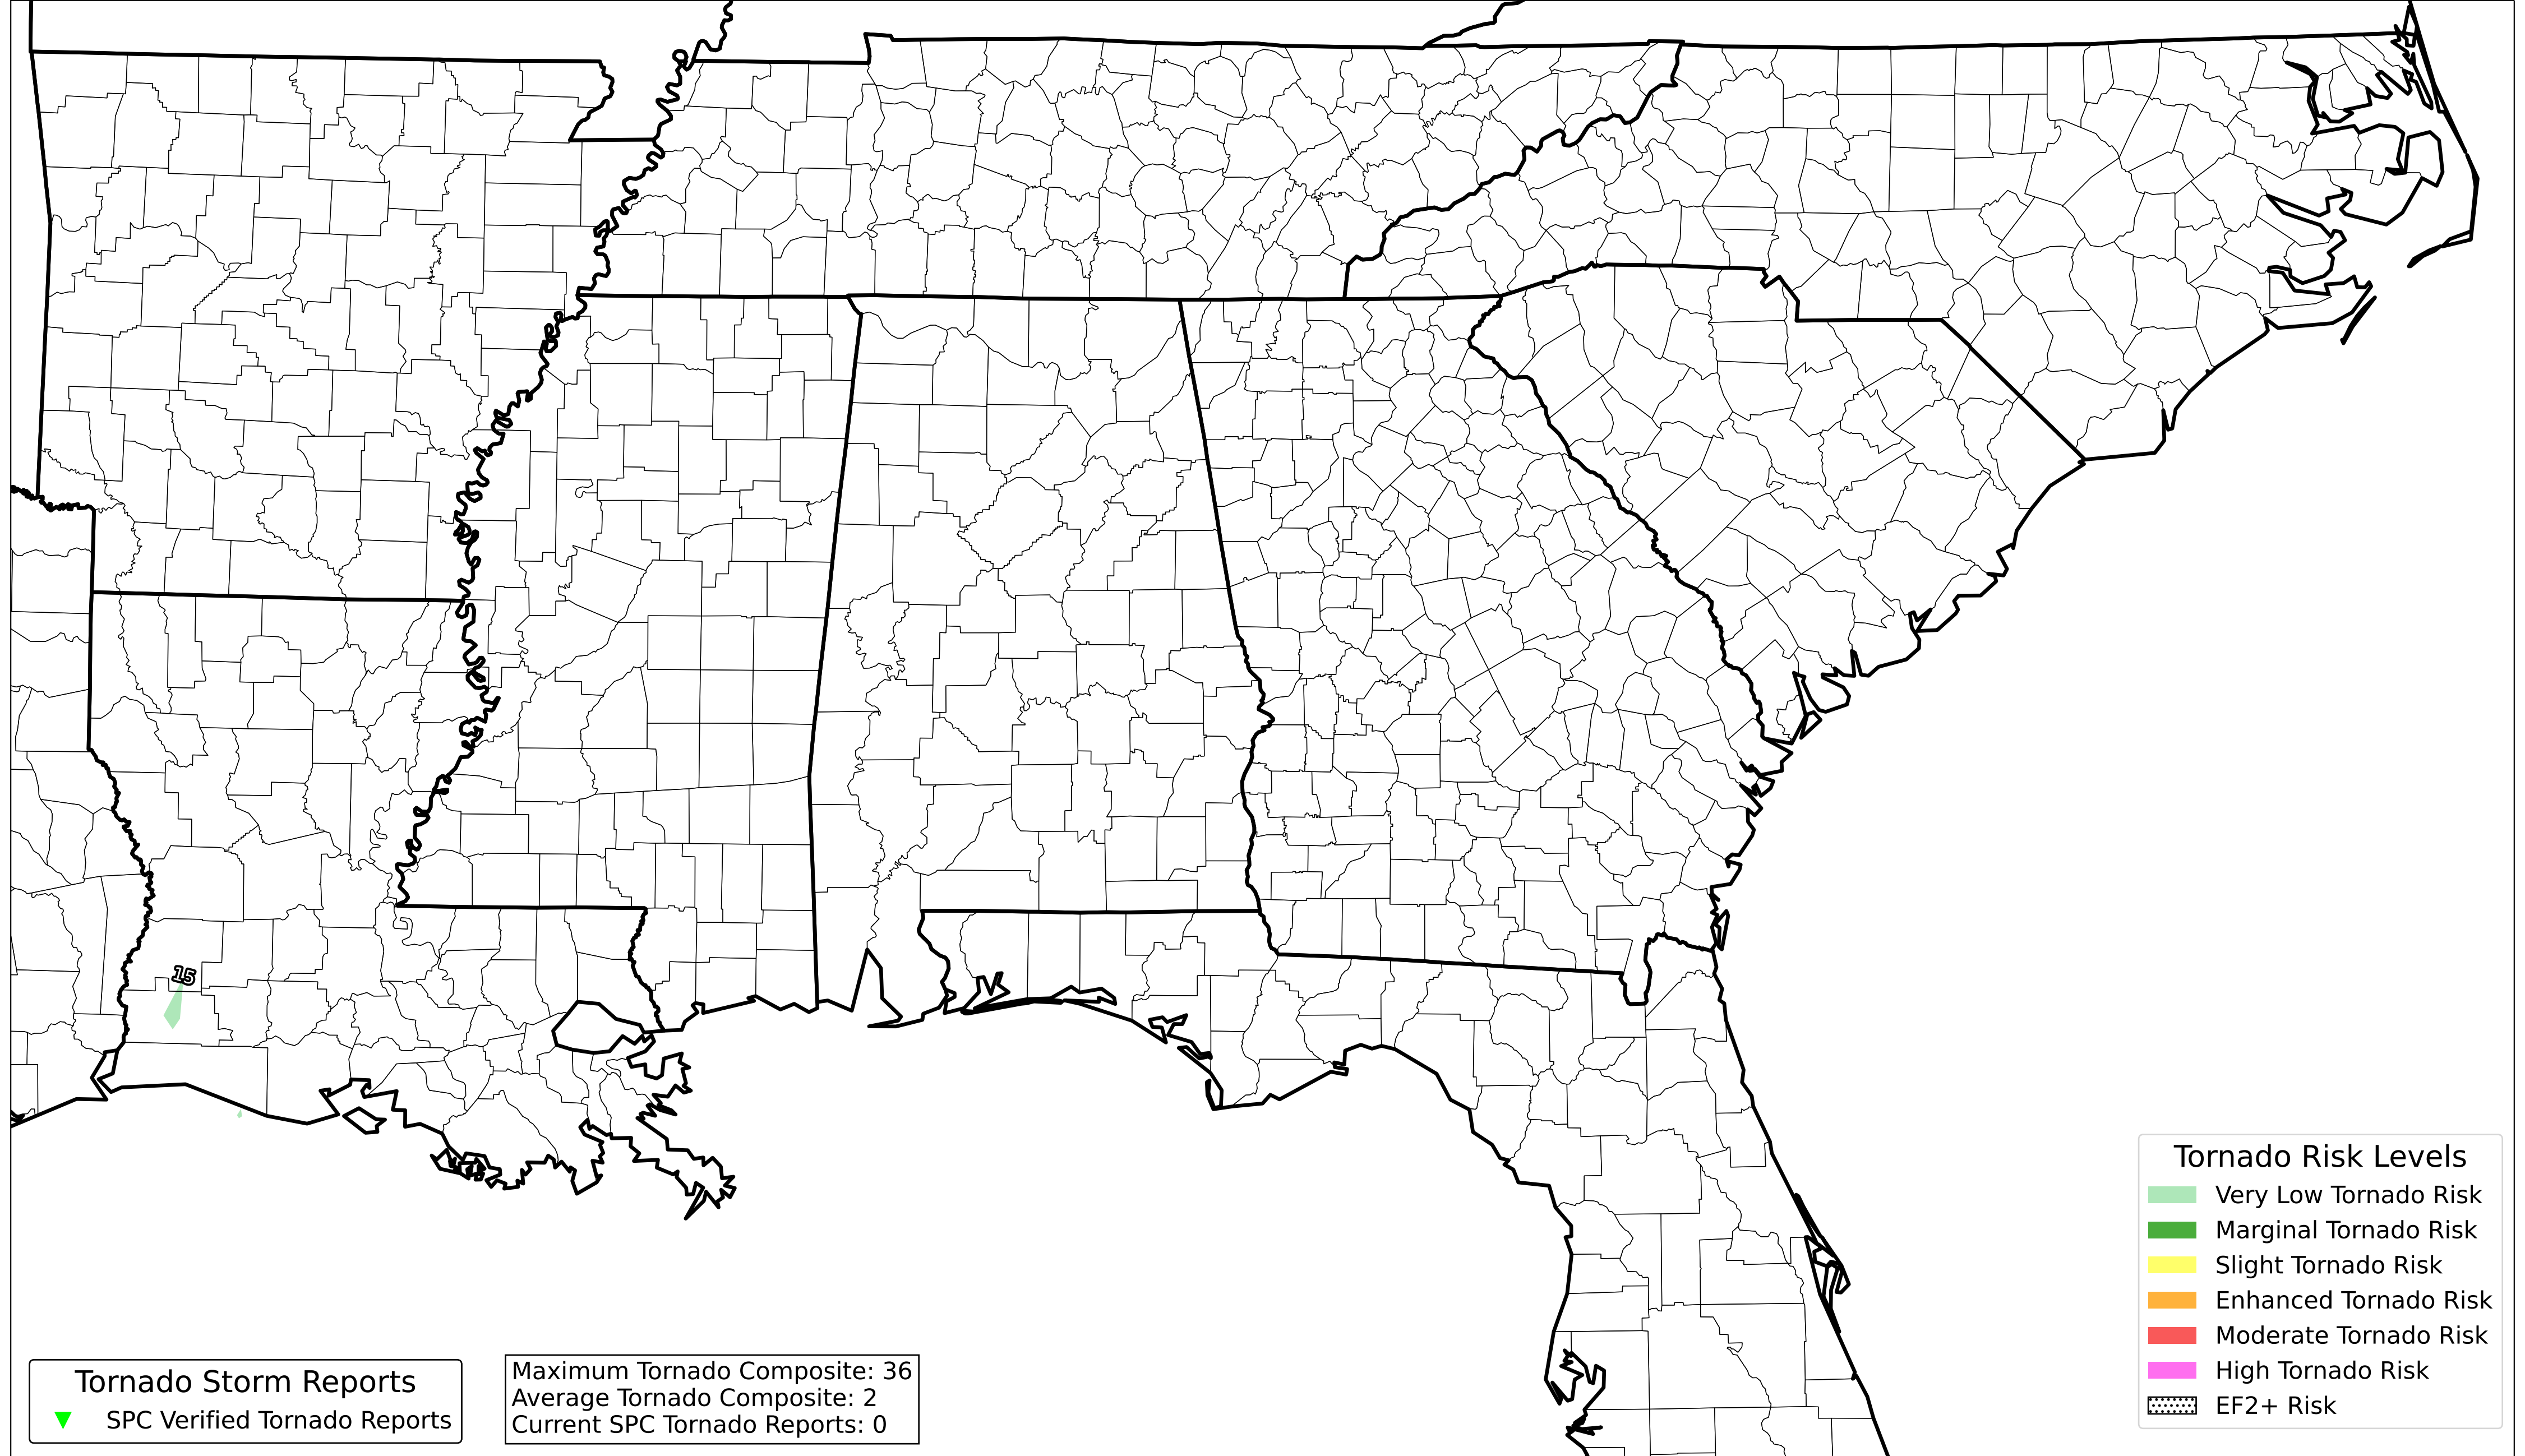 15
Tornado Risk Levels
Very Low Tornado Risk
Marginal Tornado Risk
Slight Tornado Risk
Enhanced Tornado Risk
Moderate Tornado Risk
High Tornado Risk
EF2+ Risk
Tornado Storm Reports
SPC Verified Tornado Reports
Maximum Tornado Composite: 36
Average Tornado Composite: 2
Current SPC Tornado Reports: 0